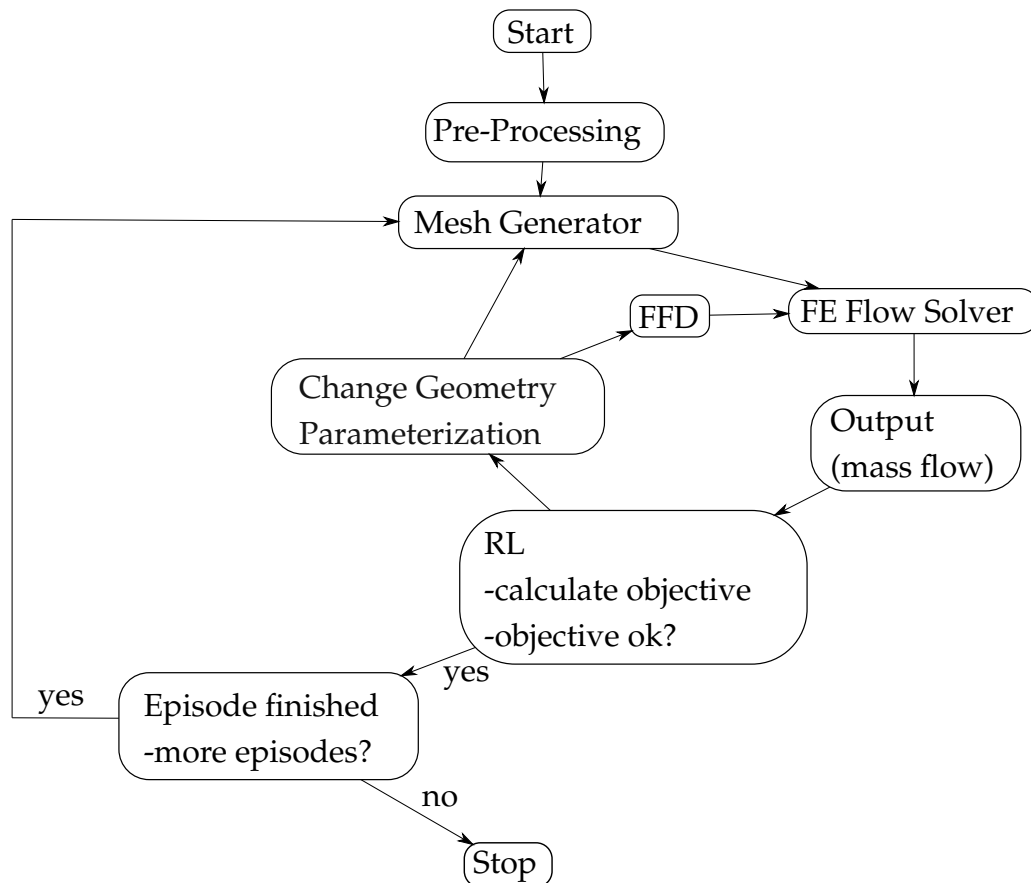 Start
Pre-Processing
Mesh Generator
FFD
FE Flow Solver
Change Geometry
Parameterization
Output
(mass flow)
RL
-calculate objective
-objective ok?
yes
yes
Episode finished
-more episodes?
no
Stop